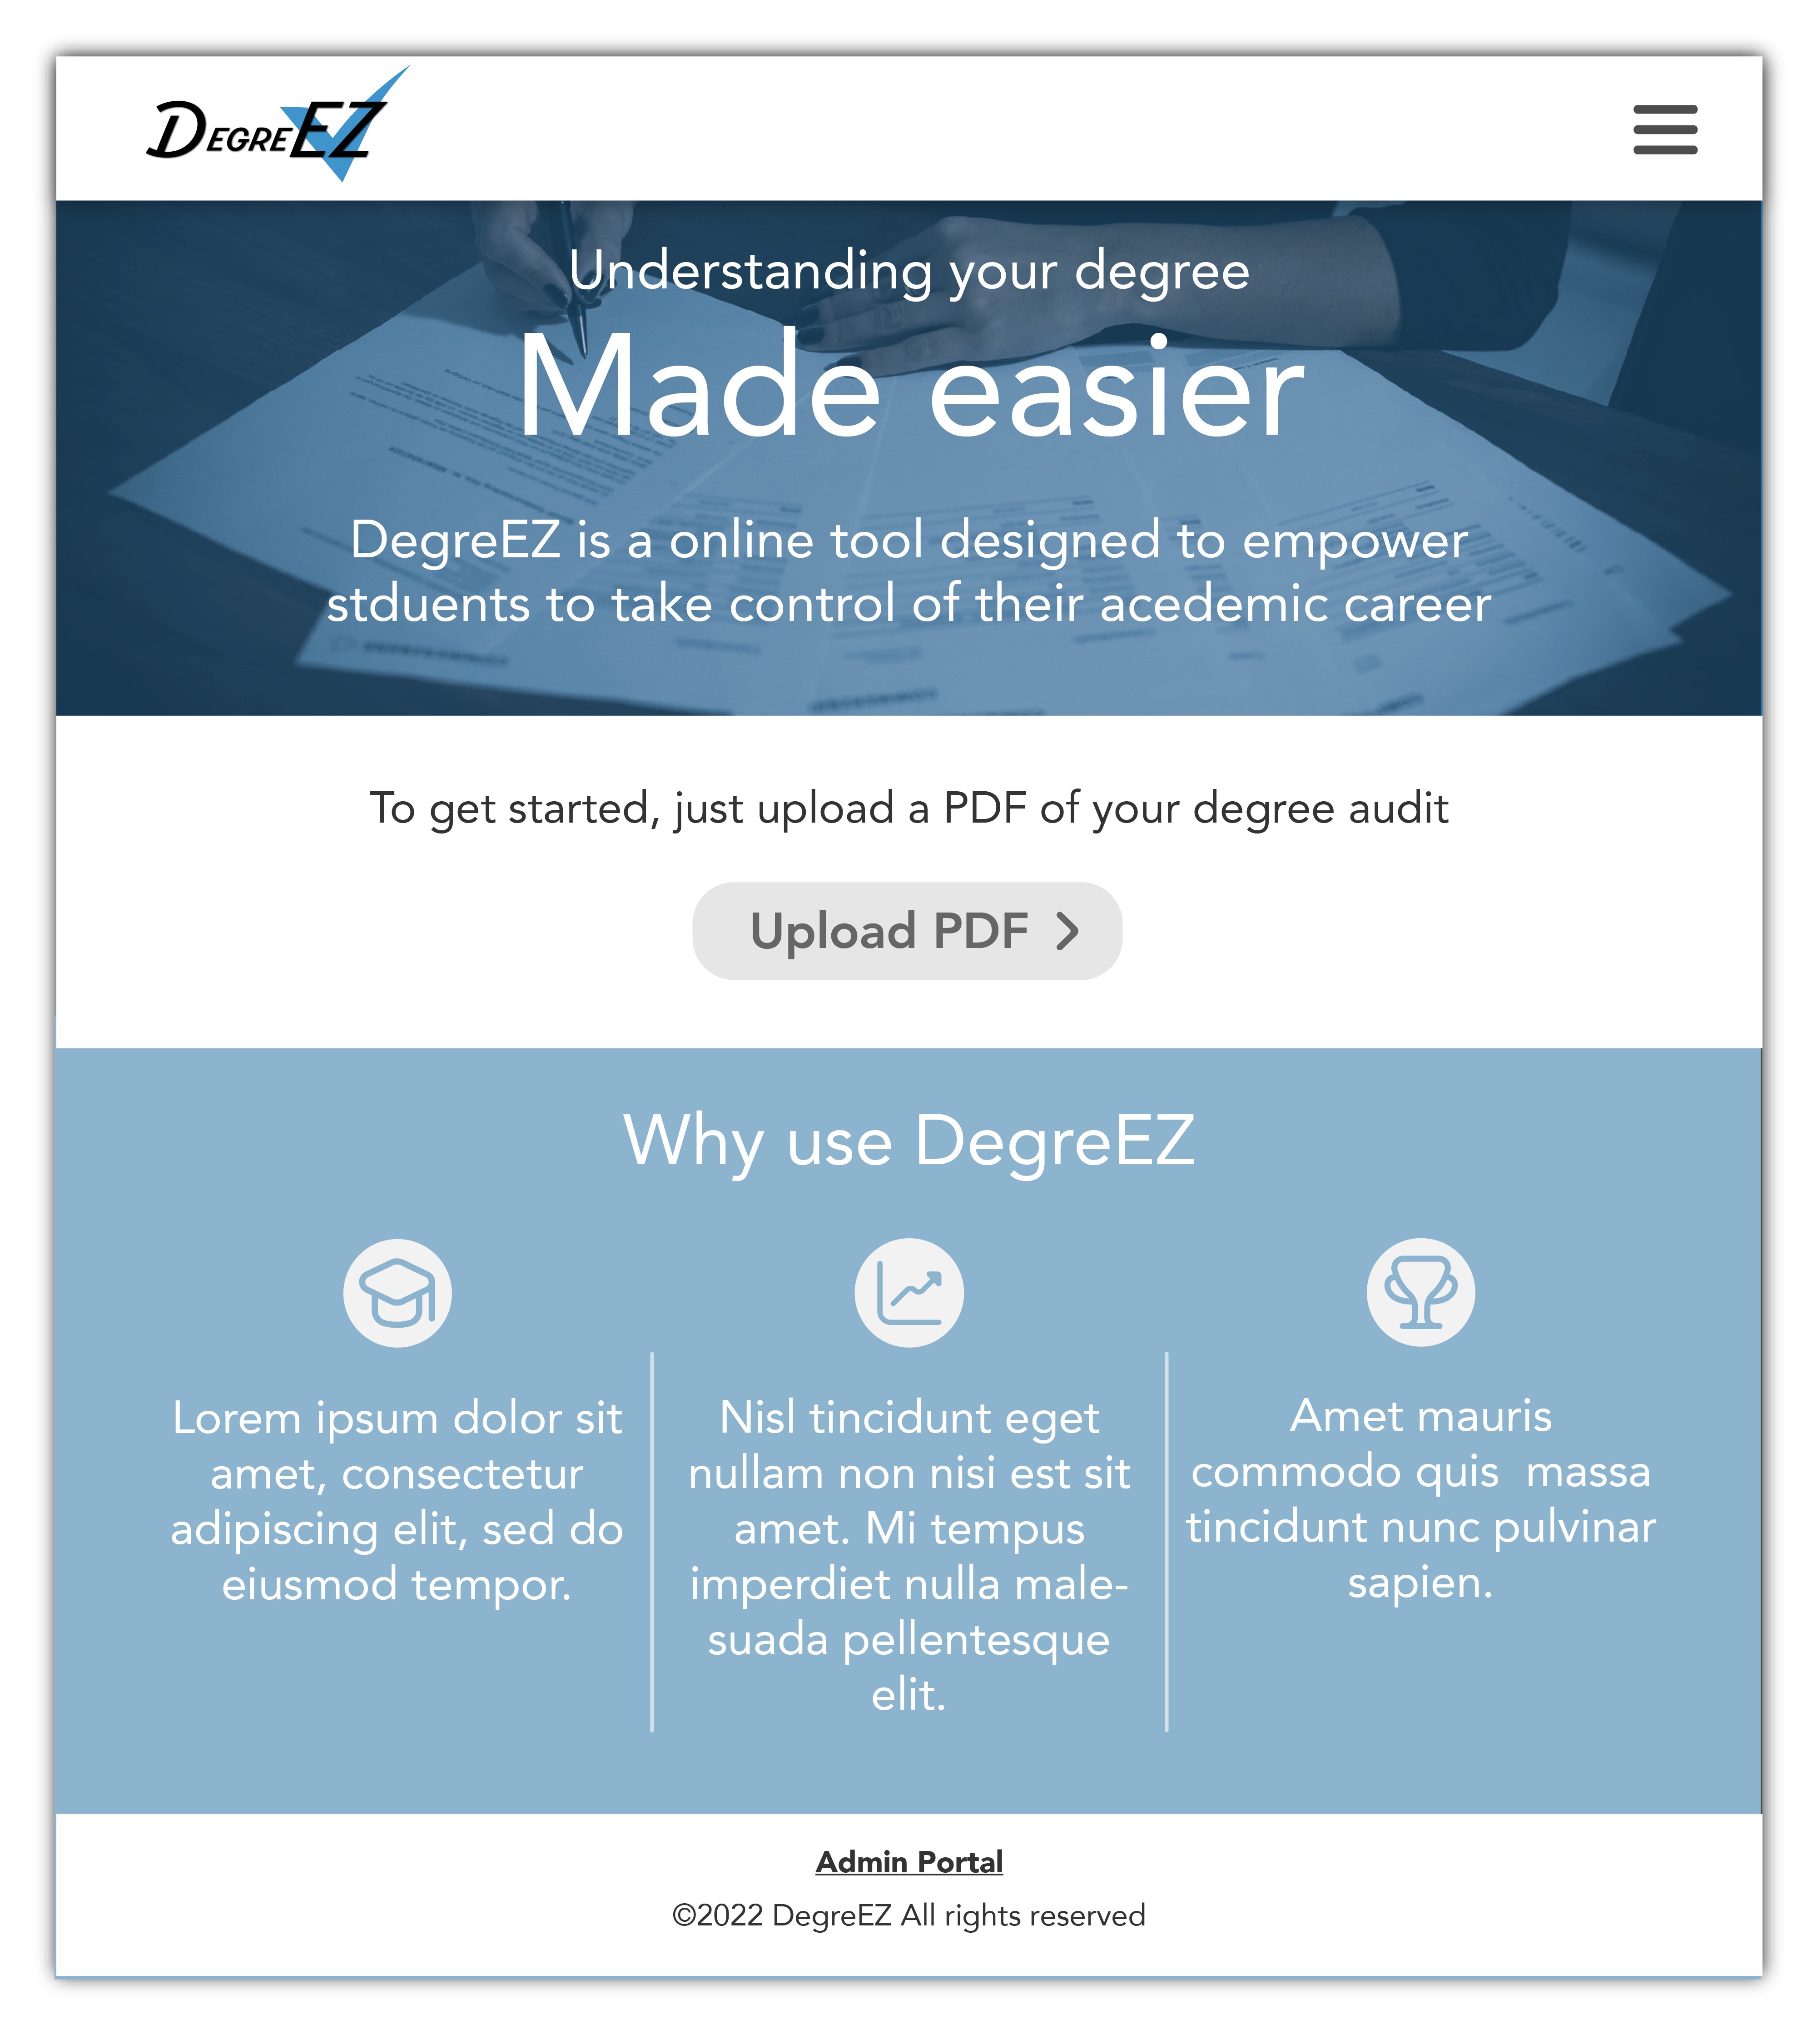 DEGREEZ
Understanding your degree
Made easier
DegreEZ is a online tool designed to empower
stduents to take control of their acedemic career
To get started, just upload a PDF of your degree audit
Upload PDF
Why use DegreEZ
Lorem ipsum dolor sit
amet, consectetur
adipiscing elit, sed do
eiusmod tempor.
Nisl tincidunt eget
nullam non nisi est sit
amet. Mi tempus
imperdiet nulla male-
suada pellentesque
elit.
Amet mauris
commodo quis  massa
tincidunt nunc pulvinar
sapien.
Admin Portal
©2022 DegreEZ All rights reserved